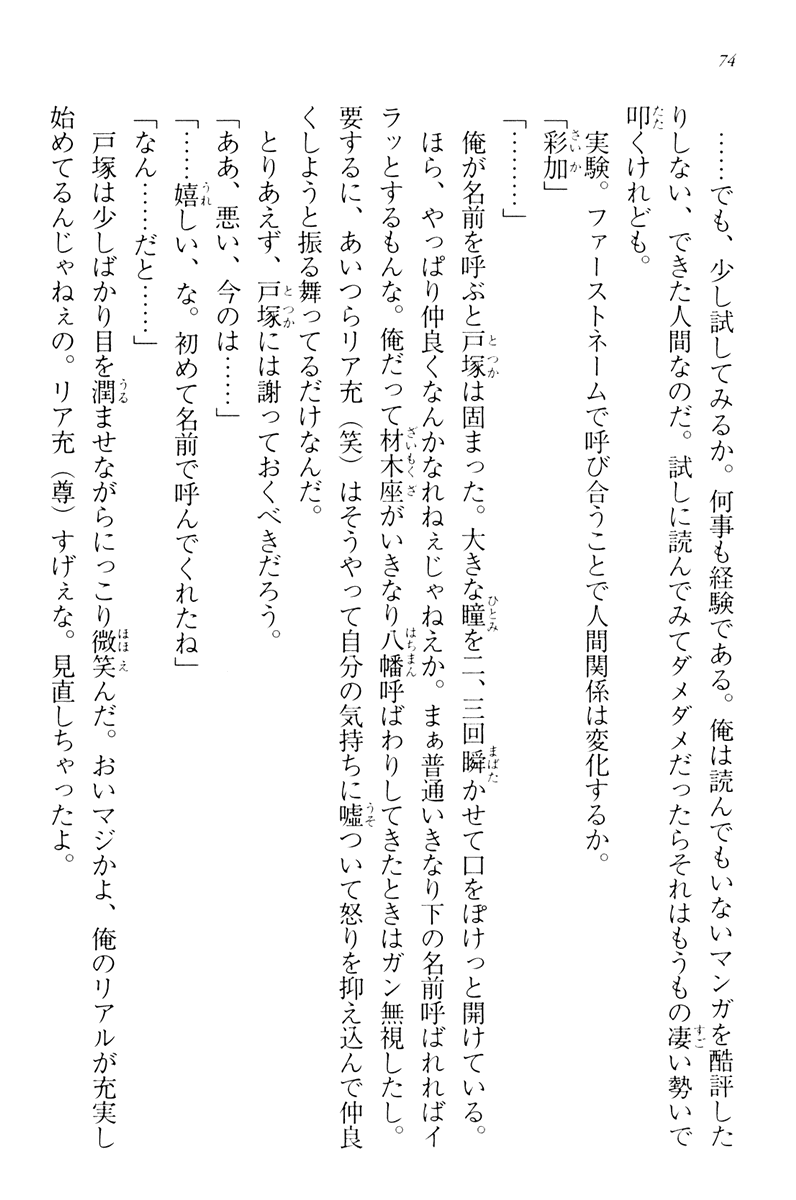 74
……でも、少し試してみるか。何事も経験である。俺は読んでもいないマンガを酷評した
りしない、できた人間なのだ。試しに読んでみてダメダメだったらそれはもうもの凄い勢いで
叩くけれども。
実験。ファーストネームで呼び合うことで人間関係は変化するか。
「彩加」
「………」
俺が名前を呼ぶと戸塚は固まった。大きな瞳を二、三回瞬かせて口をぽけっと開けている。
ほら、やっぱり仲良くなんかなれねぇじゃねえか。まぁ普通いきなり下の名前呼ばれればイ
ラッとするもんな。俺だって材木座がいきなり八幡呼ばわりしてきたときはガン無視したし。
要するに、あいつらリア充（笑）はそうやって自分の気持ちに嘘ついて怒りを抑え込んで仲良
くしようと振る舞ってるだけなんだ。
とりあえず、戸塚には謝っておくべきだろう。
「ああ、悪い、今のは……」
「……嬉しい、な。初めて名前で呼んでくれたね」
「なん……だと……」
戸塚は少しばかり目を潤ませながらにっこり微笑んだ。おいマジかよ、俺のリアルが充実し
始めてるんじゃねぇの。リア充（尊）すげぇな。見直しちゃったよ。